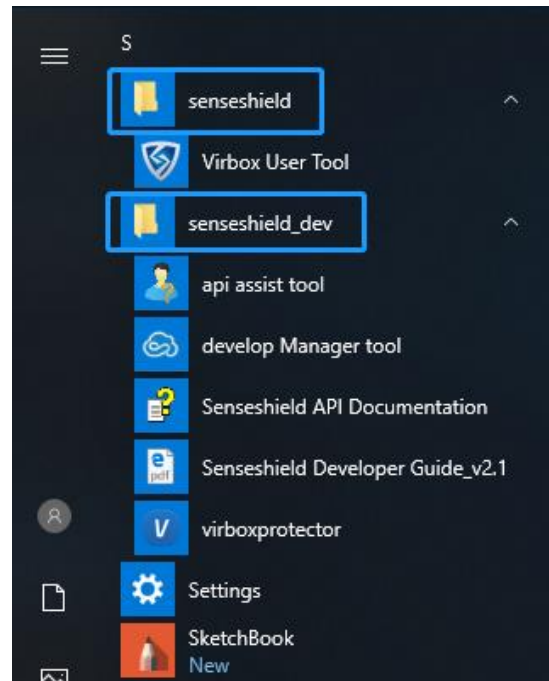 S
senseshield
Virbox User Tool
senseshield_dev
api assist tool
develop Manager tool
Senseshield API Documentation
Senseshield Developer Guide_v2.1
virboxprotector
Settings
SketchBook
New